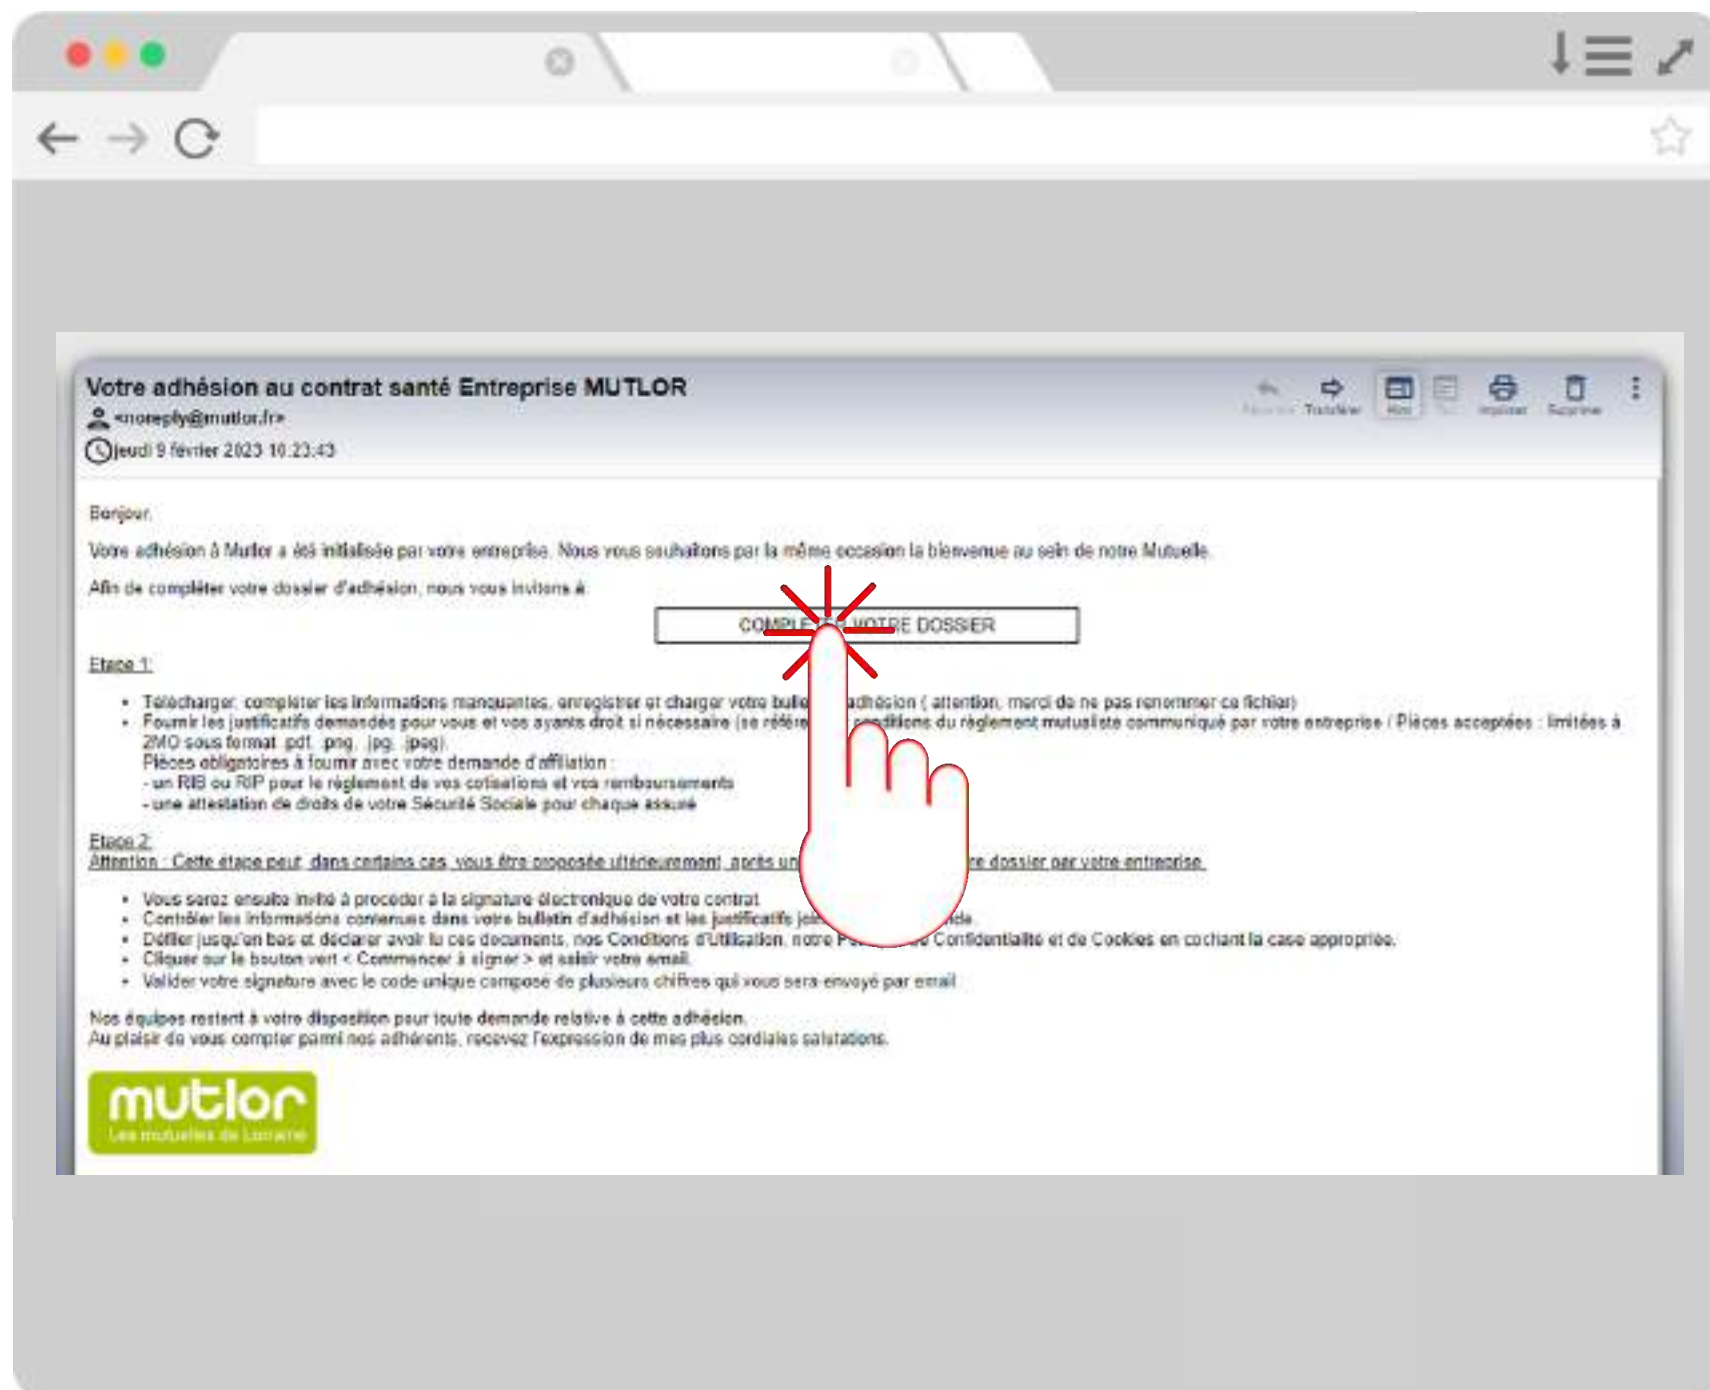 Votre adhésion au contrat santé Entreprise MUTLOR
<noreply@mutlor.fr>
jeudi 9 février 2023 10:23:43
Transférer
Imprimer
Supprimer
Bonjour,
Votre adhésion à Mutlor a été initialisée par votre entreprise. Nous vous souhaitons par la même occasion la bienvenue au sein de notre Mutuelle.
Afin de compléter votre dossier d'adhésion, nous vous invitons à
COMPLETER VOTRE DOSSIER
Etape 1:
• Télécharger, compléter les informations manquantes, enregistrer et charger votre adhésion ( attention, merci de ne pas renommer ce fichier)
• Fournir les justificatifs demandés pour vous et vos ayants droit si nécessaire (se conditions du règlement mutualiste communiqué par votre entreprise / Pièces acceptées : limitées à
2MO sous format .pdf, .png, .jpg, .jpeg).
Pièces obligatoires à fournir avec votre demande d'affiliation :
- un RIB ou RIP pour le règlement de vos cotisations et vos remboursements
- une attestation de droits de votre Sécurité Sociale pour chaque assuré
Etape 2:
Attention : Cette étape peut, dans certains cas, vous être proposée ultérieurement, après dossier par votre entreprise.
• Vous serez ensuite invité à procéder à la signature électronique de votre contrat
• Contrôler les informations contenues dans votre bulletin d'adhésion et les justificatifs
• Défiler jusqu'en bas et déclarer avoir lu ces documents, nos Conditions d'Utilisation, notre Confidentialité et de Cookies en cochant la case appropriée.
• Cliquer sur le bouton vert < Commencer à signer > et saisir votre email.
• Valider votre signature avec le code unique composé de plusieurs chiffres qui vous sera envoyé par email
Nos équipes restent à votre disposition pour toute demande relative à cette adhésion.
Au plaisir de vous compter parmi nos adhérents, recevez l'expression de mes plus cordiales salutations.
mutlor
Les mutuelles de Lorraine